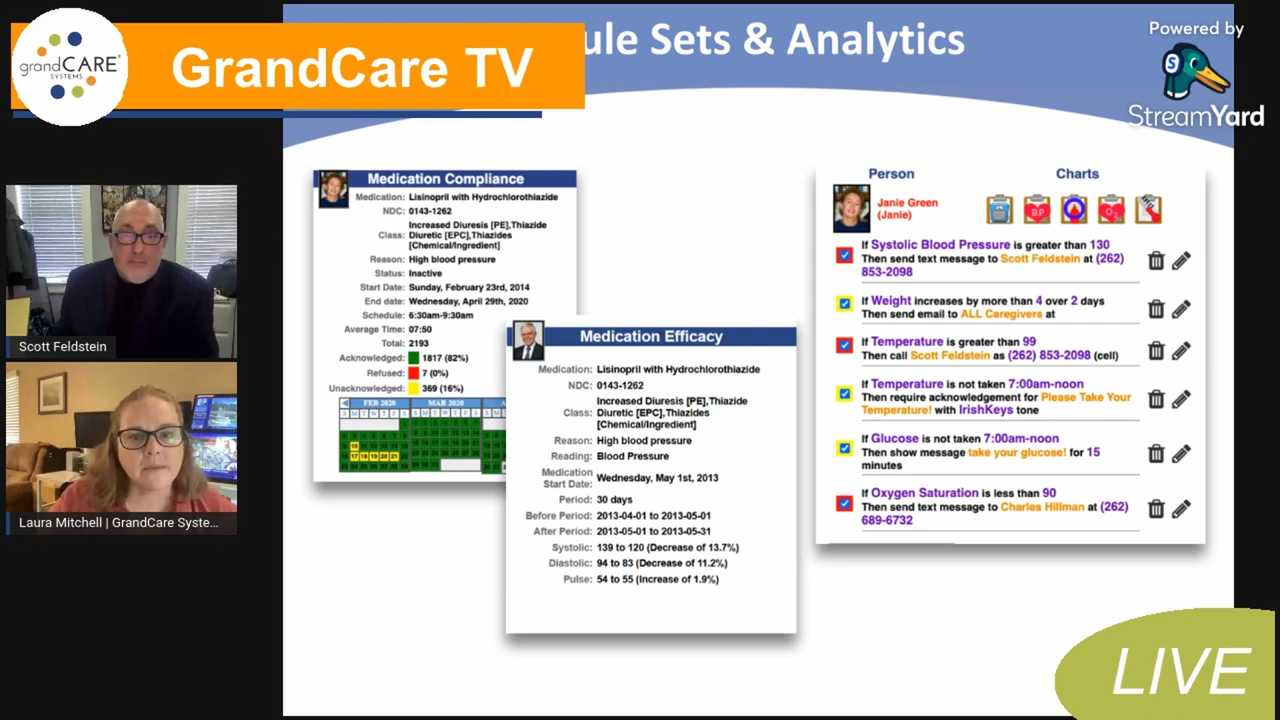 grandCARE
SYSTEMS
GrandCare TV
ule Sets & Analytics
Powered by
StreamYard
Scott Feldstein
Laura Mitchell | GrandCare Syste...
Medication Compliance
Medication: Lisinopril with Hydrochlorothiazide
NDC: 0143-1262
Class: Increased Diuresis [PE],Thiazide
Diuretic [EPC],Thiazides
[Chemical/Ingredient]
Reason: High blood pressure
Status: Inactive
Start Date: Sunday, February 23rd, 2014
End date: Wednesday, April 29th, 2020
Schedule: 6:30am-9:30am
Average Time: 07:50
Total: 2193
Acknowledged: 1817 (82%)
Refused: 7 (0%)
Unacknowledged: 369 (16%)
FEB 2020 MAR 2020 A
S M T W T F S S M T W T F S S M
Medication Efficacy
Medication: Lisinopril with Hydrochlorothiazide
NDC: 0143-1262
Class: Increased Diuresis [PE],Thiazide
Diuretic [EPC],Thiazides
[Chemical/Ingredient]
Reason: High blood pressure
Reading: Blood Pressure
Medication
Start Date: Wednesday, May 1st, 2013
Period: 30 days
Before Period: 2013-04-01 to 2013-05-01
After Period: 2013-05-01 to 2013-05-31
Systolic: 139 to 120 (Decrease of 13.7%)
Diastolic: 94 to 83 (Decrease of 11.2%)
Pulse: 54 to 55 (Increase of 1.9%)
Person Charts
Janie Green
(Janie)
BP
O2
If Systolic Blood Pressure is greater than 130
Then send text message to Scott Feldstein at (262)
853-2098
If Weight increases by more than 4 over 2 days
Then send email to ALL Caregivers at
If Temperature is greater than 99
Then call Scott Feldstein as (262) 853-2098 (cell)
If Temperature is not taken 7:00am-noon
Then require acknowledgement for Please Take Your
Temperature! with IrishKeys tone
If Glucose is not taken 7:00am-noon
Then show message take your glucose! for 15
minutes
If Oxygen Saturation is less than 90
Then send text message to Charles Hillman at (262)
689-6732
LIVE